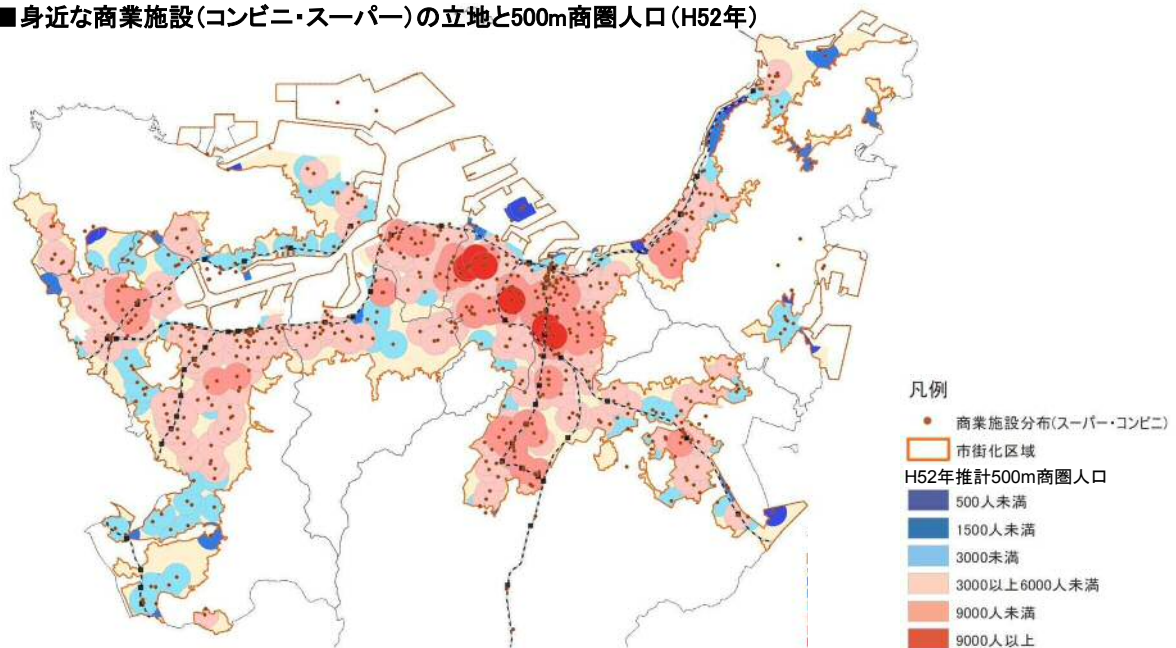 ■身近な商業施設(コンビニ・スーパー)の立地と500m商圏人口(H52年)
凡例
商業施設分布(スーパー・コンビニ)
市街化区域
H52年推計500m商圏人口
500人未満
1500人未満
3000未満
3000以上6000人未満
9000人未満
9000人以上